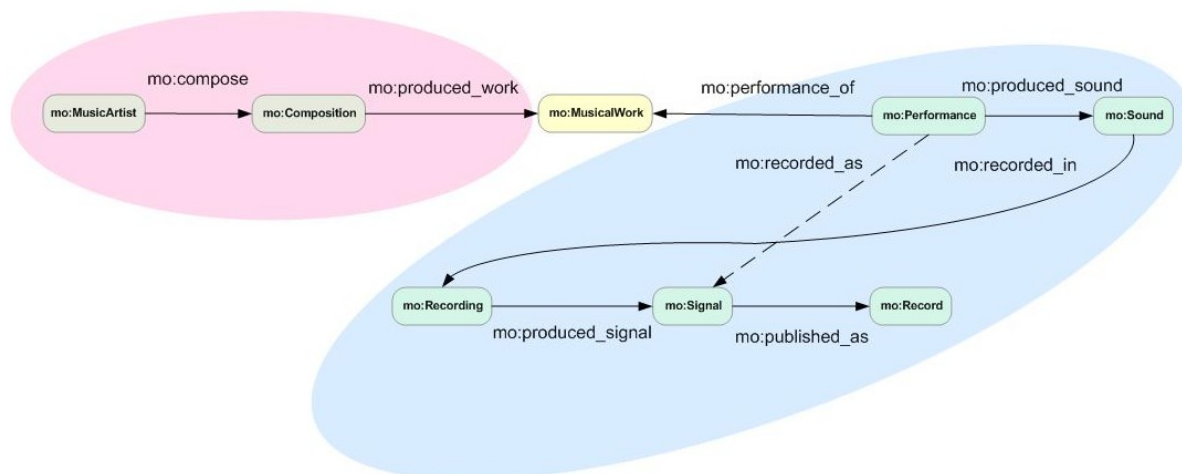 mo:compose
mo:produced_work
mo:performance_of
mo:produced_sound
mo:MusicArtist
mo:Composition
mo:MusicalWork
mo:Performance
mo:Sound
mo:recorded_as
mo:recorded_in
mo:Recording
mo:Signal
mo:Record
mo:produced_signal
mo:published_as